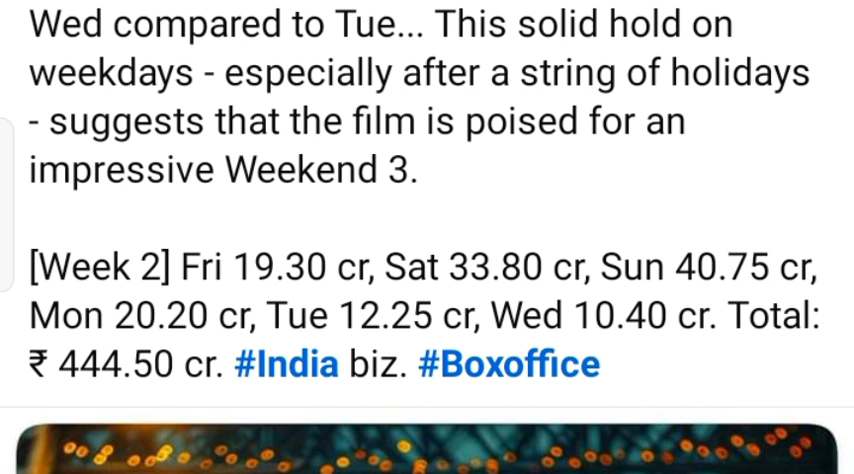 Wed compared to Tue... This solid hold on
weekdays - especially after a string of holidays
- suggests that the film is poised for an
impressive Weekend 3.
[Week 2] Fri 19.30 cr, Sat 33.80 cr, Sun 40.75 cr,
Mon 20.20 cr, Tue 12.25 cr, Wed 10.40 cr. Total:
₹ 444.50 cr. #India biz. #Boxoffice